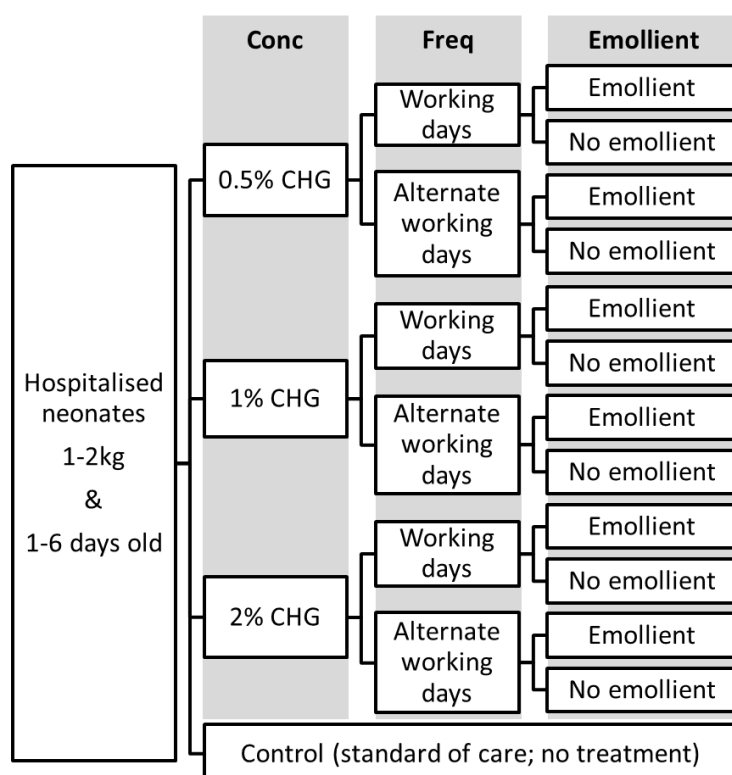 Conc
Freq
Emollient
Hospitalised
neonates
1-2kg
&
1-6 days old
0.5% CHG
Working
days
Emollient
No emollient
Alternate
working
days
Emollient
No emollient
1% CHG
Working
days
Emollient
No emollient
Alternate
working
days
Emollient
No emollient
2% CHG
Working
days
Emollient
No emollient
Alternate
working
days
Emollient
No emollient
Control (standard of care; no treatment)